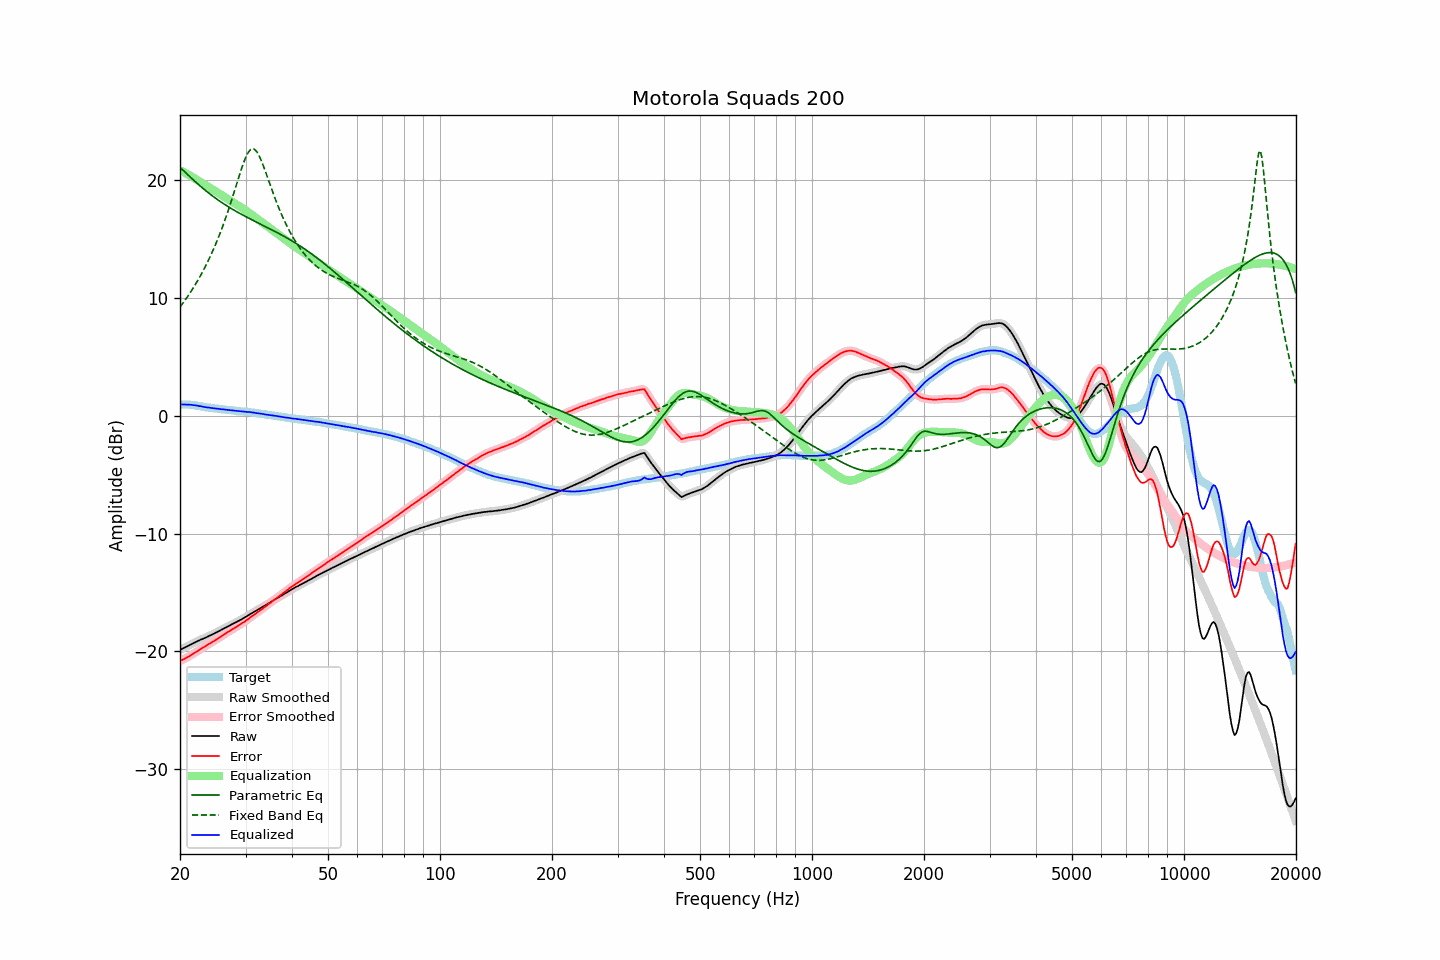 Motorola Squads 200
Amplitude (dBr)
20
10
0
−10
−20
−30
Target
Raw Smoothed
Error Smoothed
Raw
Error
Equalization
Parametric Eq
Fixed Band Eq
Equalized
20 50 100 200 500 1000 2000 5000 10000 20000
Frequency (Hz)